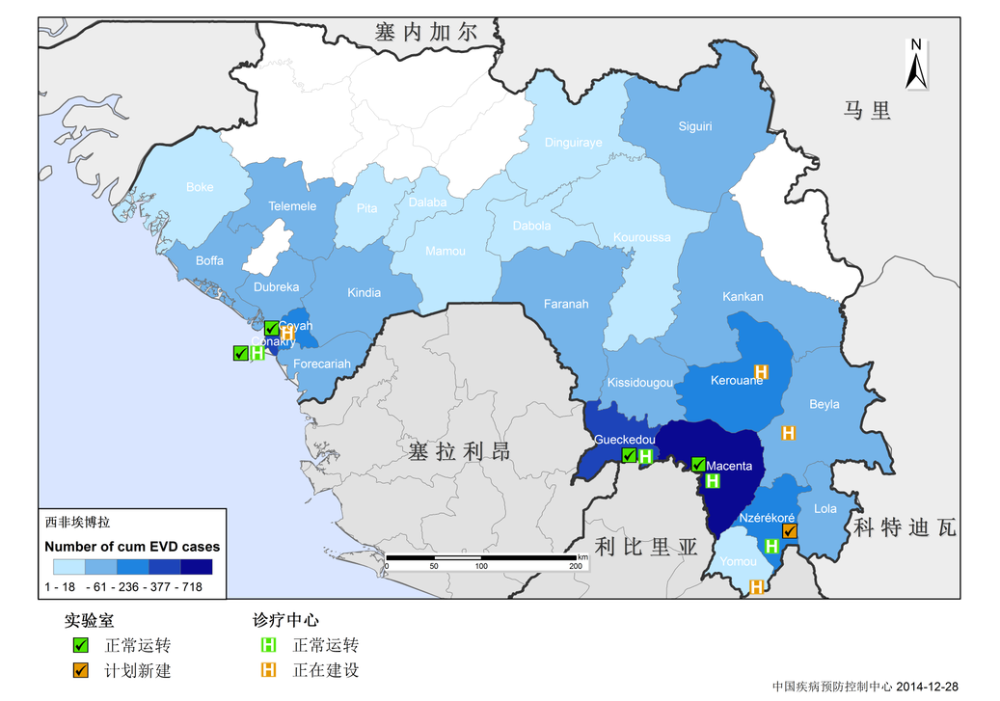 塞内加尔
N
马里
Siguiri
Dinguiraye
Boke
Telemele
Pita
Dalaba
Dabola
Kouroussa
Mamou
Boffa
Dubreka
Kindia
Faranah
Kankan
Coyah
Conakry
Forecariah
Kissidougou
Kerouane
Beyla
塞拉利昂
Gueckedou
Macenta
Nzérékoré
Lola
科特迪瓦
利比里亚
Yomou
西非埃博拉
Number of cum EVD cases
1 - 18 - 61 - 236 - 377 - 718
km
0 50 100 200
实验室 诊疗中心
正常运转 正常运转
计划新建 正在建设
中国疾病预防控制中心 2014-12-28